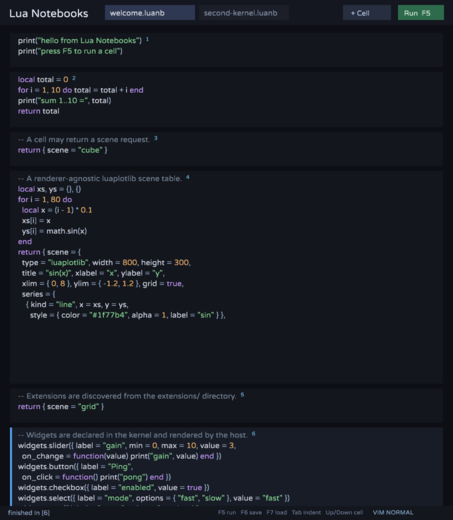 Lua Notebooks welcome.luanb second-kernel.luanb + Cell Run F5
print("hello from Lua Notebooks") 1
print("press F5 to run a cell")
local total = 0 2
for i = 1, 10 do total = total + i end
print("sum 1..10 =", total)
return total
-- A cell may return a scene request. 3
return { scene = "cube" }
-- A renderer-agnostic luaplotlib scene table. 4
local xs, ys = {}, {}
for i = 1, 80 do
local x = (i - 1) * 0.1
xs[i] = x
ys[i] = math.sin(x)
end
return { scene = {
type = "luaplotlib", width = 800, height = 300,
title = "sin(x)", xlabel = "x", ylabel = "y",
xlim = { 0, 8 }, ylim = { -1.2, 1.2 }, grid = true,
series = {
{ kind = "line", x = xs, y = ys,
style = { color = "#1f77b4", alpha = 1, label = "sin" } },
-- Extensions are discovered from the extensions/ directory. 5
return { scene = "grid" }
-- Widgets are declared in the kernel and rendered by the host. 6
widgets.slider({ label = "gain", min = 0, max = 10, value = 3,
on_change = function(value) print("gain", value) end })
widgets.button({ label = "Ping",
on_click = function() print("pong") end })
widgets.checkbox({ label = "enabled", value = true })
widgets.select({ label = "mode", options = { "fast", "slow" }, value = "fast" })
finished in [6] F5 run F6 save F7 load Tab indent Up/Down cell VIM NORMAL